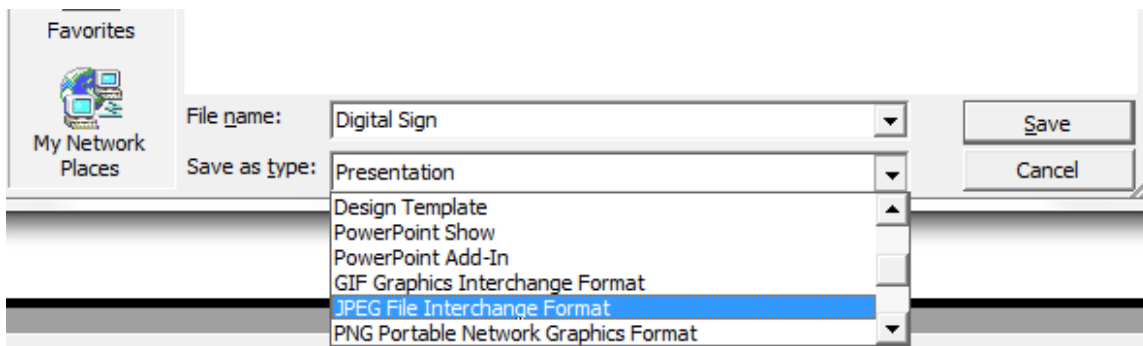 Favorites
My Network
Places
File name:
Digital Sign
Save
Save as type:
Presentation
Cancel
Design Template
PowerPoint Show
PowerPoint Add-In
GIF Graphics Interchange Format
JPEG File Interchange Format
PNG Portable Network Graphics Format